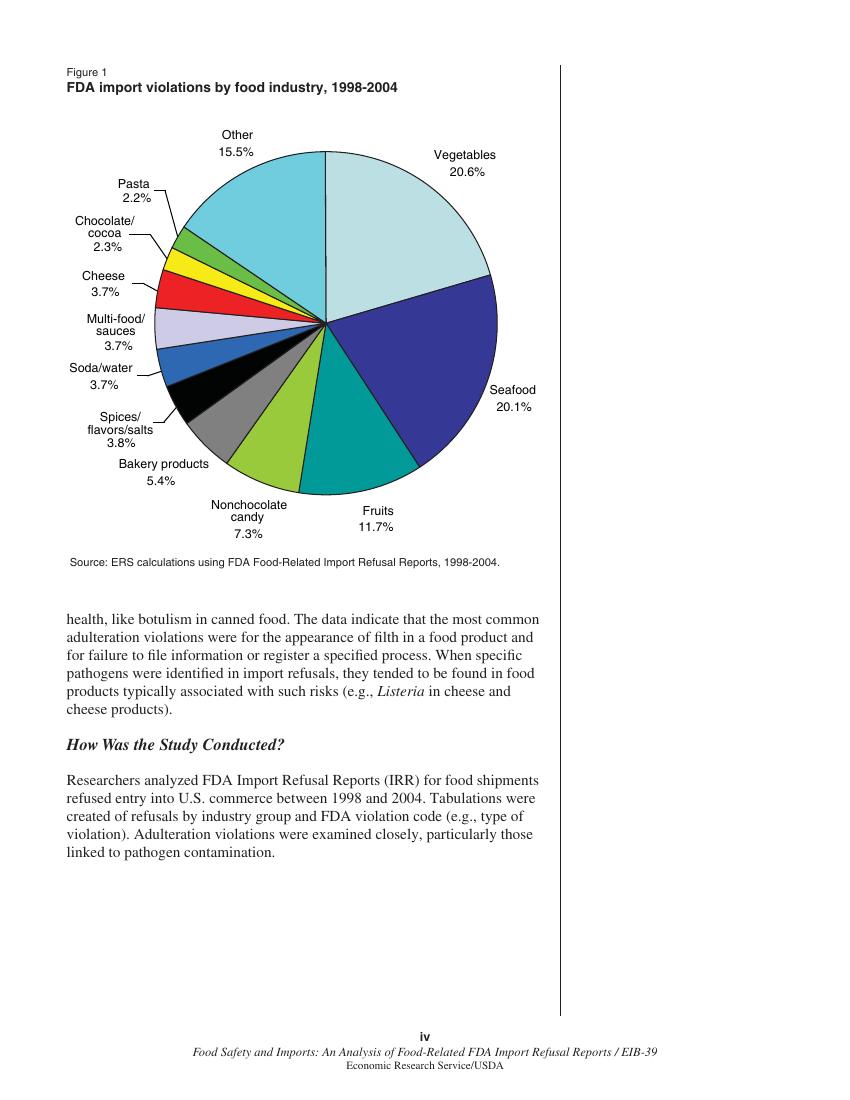 Figure 1
FDA import violations by food industry, 1998-2004
Other
15.5%
Vegetables
20.6%
Pasta
2.2%
Chocolate/
cocoa
2.3%
Cheese
3.7%
Multi-food/
sauces
3.7%
Soda/water
3.7%
Spices/
flavors/salts
3.8%
Bakery products
5.4%
Nonchocolate
candy
7.3%
Fruits
11.7%
Seafood
20.1%
Source: ERS calculations using FDA Food-Related Import Refusal Reports, 1998-2004.
health, like botulism in canned food. The data indicate that the most common
adulteration violations were for the appearance of filth in a food product and
for failure to file information or register a specified process. When specific
pathogens were identified in import refusals, they tended to be found in food
products typically associated with such risks (e.g., Listeria in cheese and
cheese products).
How Was the Study Conducted?
Researchers analyzed FDA Import Refusal Reports (IRR) for food shipments
refused entry into U.S. commerce between 1998 and 2004. Tabulations were
created of refusals by industry group and FDA violation code (e.g., type of
violation). Adulteration violations were examined closely, particularly those
linked to pathogen contamination.
iv
Food Safety and Imports: An Analysis of Food-Related FDA Import Refusal Reports / EIB-39
Economic Research Service/USDA